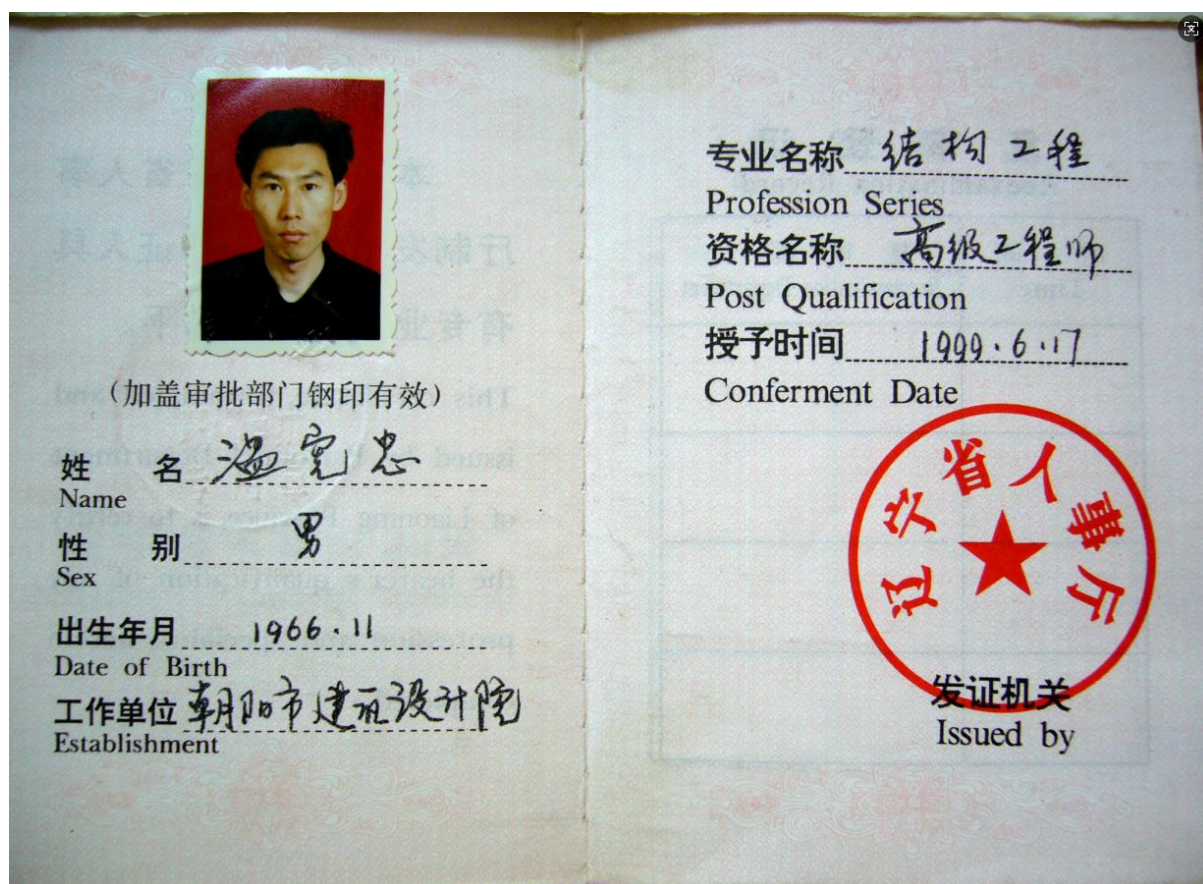 (加盖审批部门钢印有效)
姓 名 温宪忠
Name
性 别 男
Sex
出生年月 1966.11
Date of Birth
工作单位 朝阳市建筑设计院
Establishment
专业名称 结构工程
Profession Series
资格名称 高级工程师
Post Qualification
授予时间 1999.6.17
Conferment Date
辽宁省人事厅
发证机关
Issued by